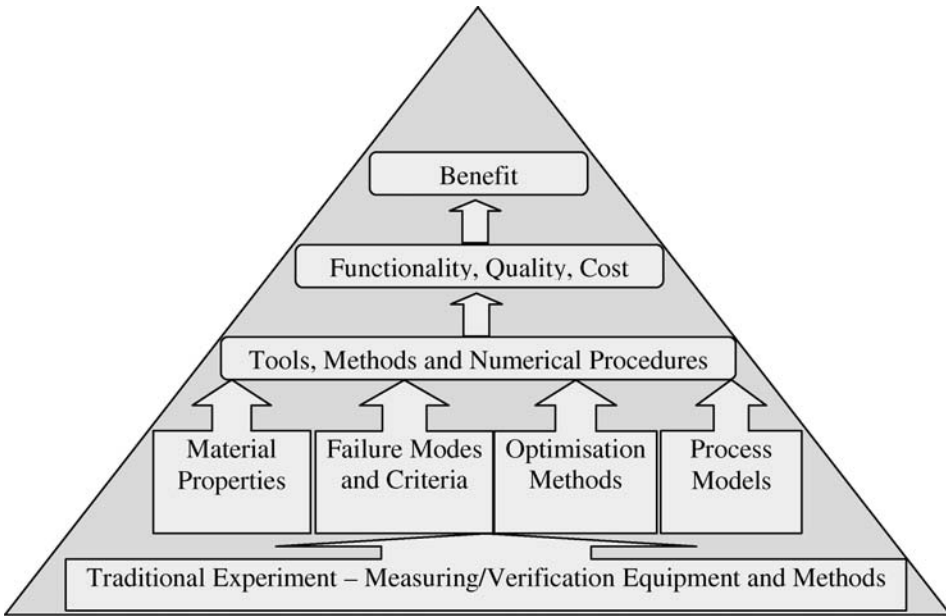 Benefit
Functionality, Quality, Cost
Tools, Methods and Numerical Procedures
Material
Properties
Failure Modes
and Criteria
Optimisation
Methods
Process
Models
Traditional Experiment – Measuring/Verification Equipment and Methods